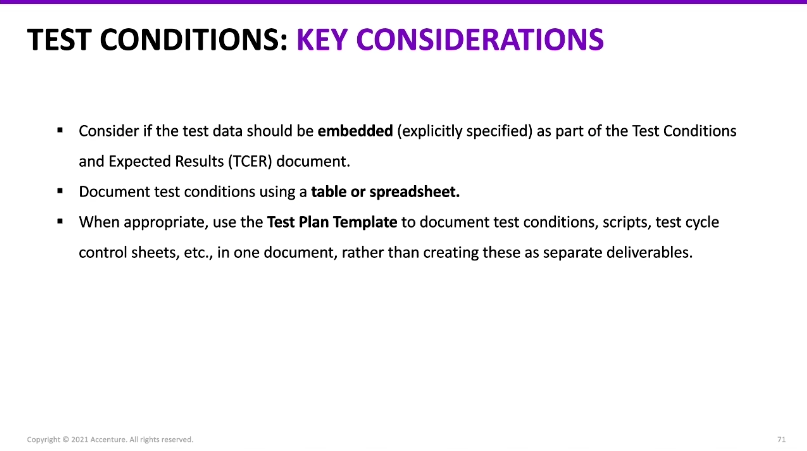 TEST CONDITIONS: KEY CONSIDERATIONS
▪ Consider if the test data should be embedded (explicitly specified) as part of the Test Conditions
and Expected Results (TCER) document.
▪ Document test conditions using a table or spreadsheet.
▪ When appropriate, use the Test Plan Template to document test conditions, scripts, test cycle
control sheets, etc., in one document, rather than creating these as separate deliverables.
Copyright © 2021 Accenture. All rights reserved.
71